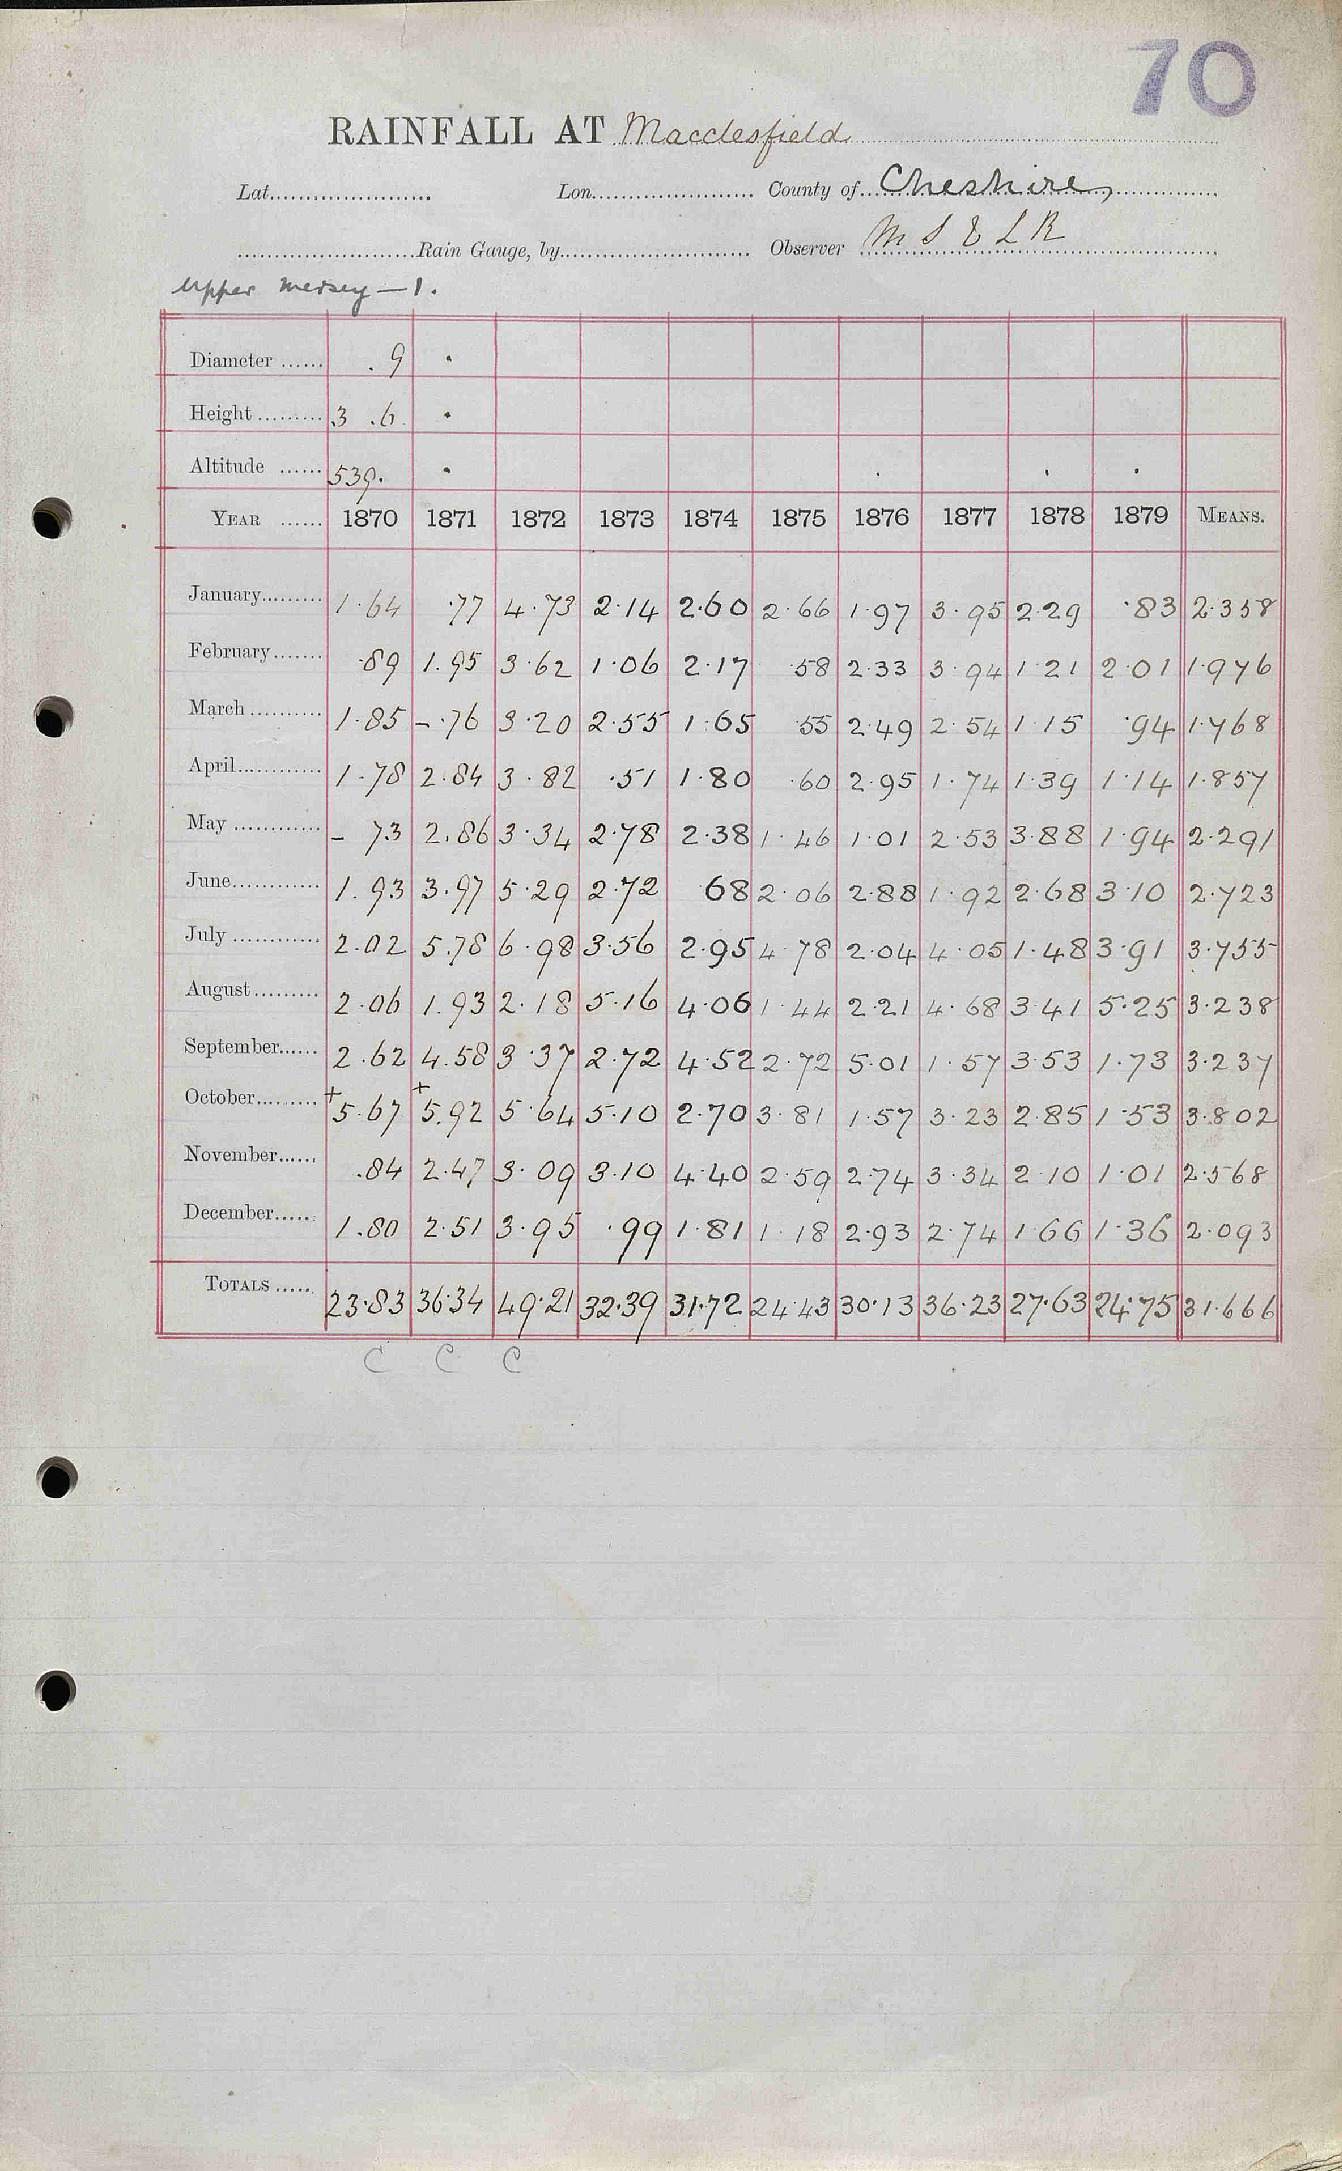 70
RAINFALL AT Macclesfield
Lat. Lon. County of Cheshire,
Rain Gauge, by Observer M S & L R
Upper Mersey — 1.
Diameter . 9 .
Height 3 .6 .
Altitude 539. . . . .
YEAR 1870 1871 1872 1873 1874 1875 1876 1877 1878 1879 MEANS.
January 1.64 .77 4.73 2.14 2.60 2.66 1.97 3.95 2.29 .83 2.358
February .89 1.95 3.62 1.06 2.17 .58 2.33 3.94 1.21 2.01 1.976
March 1.85 - .76 3.20 2.55 1.65 .55 2.49 2.54 1.15 .94 1.768
April 1.78 2.84 3.82 .51 1.80 .60 2.95 1.74 1.39 1.14 1.857
May - 73 2.86 3.34 2.78 2.38 1.46 1.01 2.53 3.88 1.94 2.291
June 1.93 3.97 5.29 2.72 68 2.06 2.88 1.92 2.68 3.10 2.723
July 2.02 5.78 6.98 3.56 2.95 4.78 2.04 4.05 1.48 3.91 3.755
August 2.06 1.93 2.18 5.16 4.06 1.44 2.21 4.68 3.41 5.25 3.238
September 2.62 4.58 3.37 2.72 4.52 2.72 5.01 1.57 3.53 1.73 3.237
October +5.67 +5.92 5.64 5.10 2.70 3.81 1.57 3.23 2.85 1.53 3.802
November .84 2.47 3.09 3.10 4.40 2.59 2.74 3.34 2.10 1.01 2.568
December 1.80 2.51 3.95 .99 1.81 1.18 2.93 2.74 1.66 1.36 2.093
TOTALS 23.83 36.34 49.21 32.39 31.72 24.43 30.13 36.23 27.63 24.75 31.666
C C C